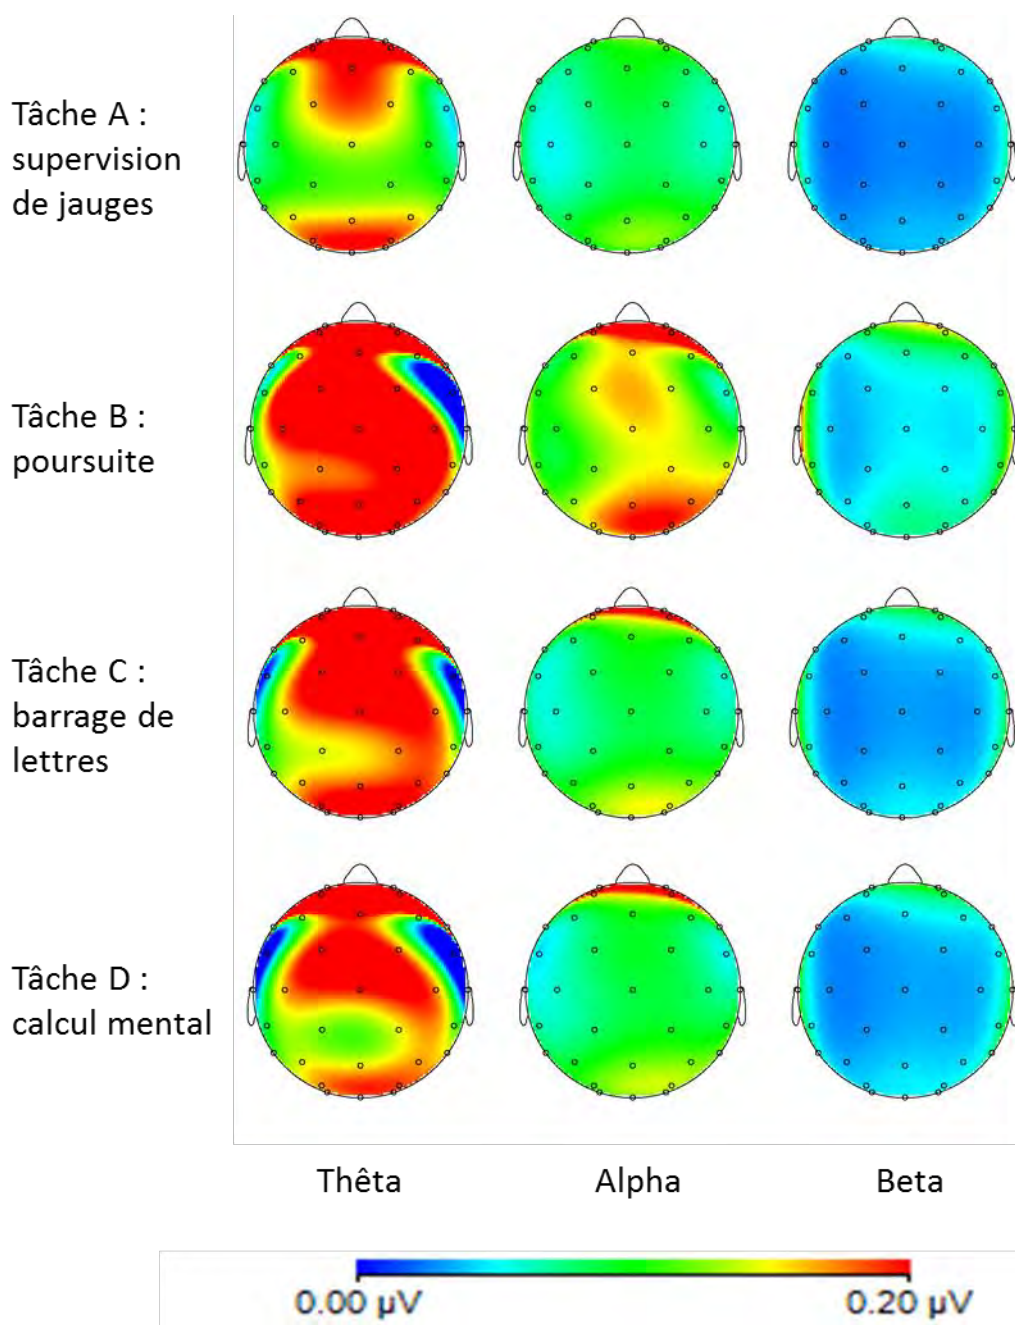 Tâche A :
supervision
de jauges
Tâche B :
poursuite
Tâche C :
barrage de
lettres
Tâche D :
calcul mental
Thêta Alpha Beta
0.00 µV 0.20 µV